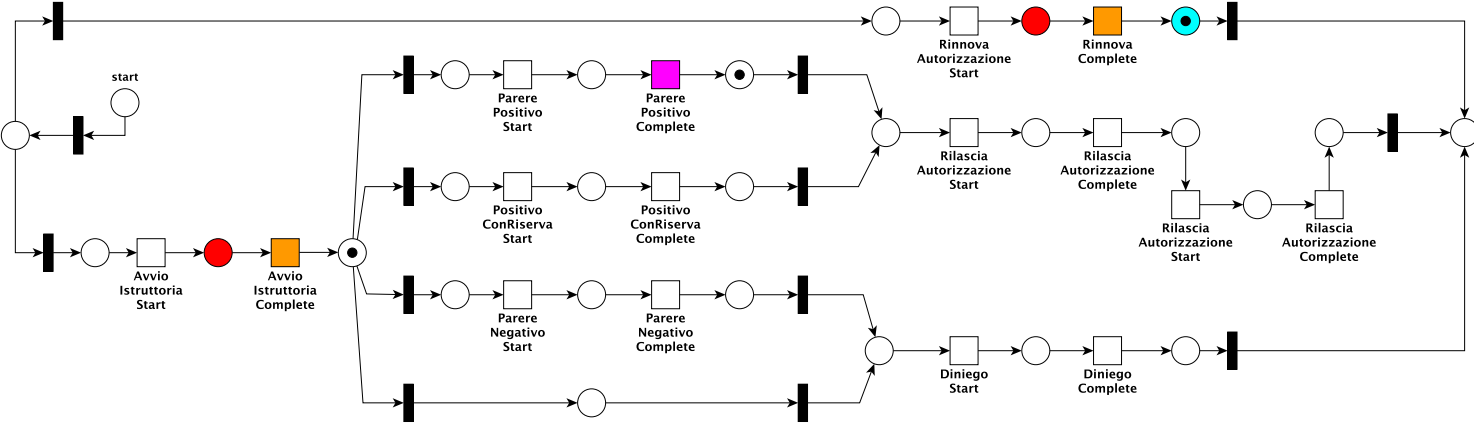 Rinnova
Autorizzazione
Start
Rinnova
Complete
start
Parere
Positivo
Start
Parere
Positivo
Complete
Rilascia
Autorizzazione
Start
Rilascia
Autorizzazione
Complete
Positivo
ConRiserva
Start
Positivo
ConRiserva
Complete
Rilascia
Autorizzazione
Start
Rilascia
Autorizzazione
Complete
Avvio
Istruttoria
Start
Avvio
Istruttoria
Complete
Parere
Negativo
Start
Parere
Negativo
Complete
Diniego
Start
Diniego
Complete